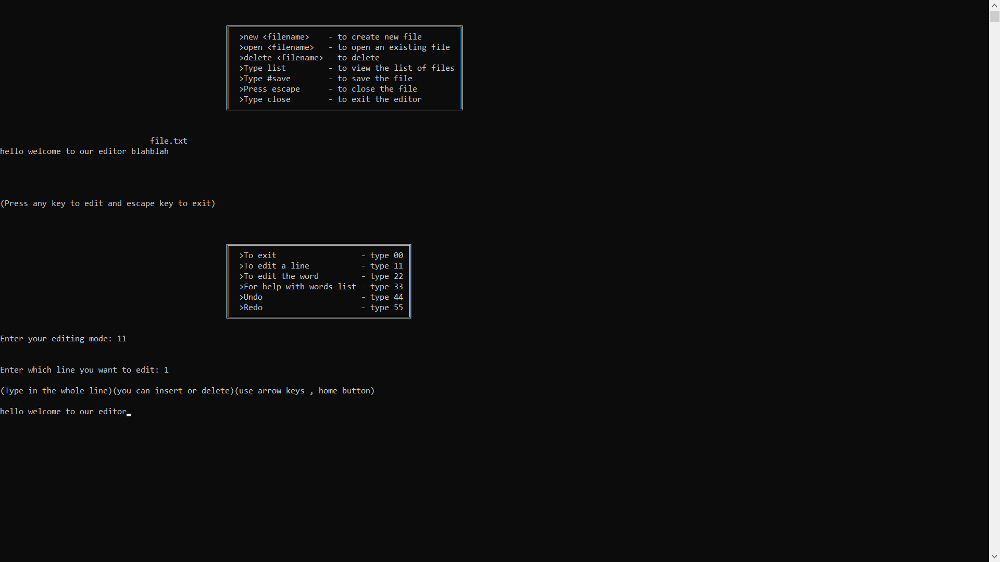 >new <filename>    - to create new file
>open <filename>   - to open an existing file
>delete <filename> - to delete
>Type list         - to view the list of files
>Type #save        - to save the file
>Press escape      - to close the file
>Type close        - to exit the editor
file.txt
hello welcome to our editor blahblah
(Press any key to edit and escape key to exit)
>To exit                  - type 00
>To edit a line           - type 11
>To edit the word         - type 22
>For help with words list - type 33
>Undo                     - type 44
>Redo                     - type 55
Enter your editing mode: 11
Enter which line you want to edit: 1
(Type in the whole line)(you can insert or delete)(use arrow keys , home button)
hello welcome to our editor